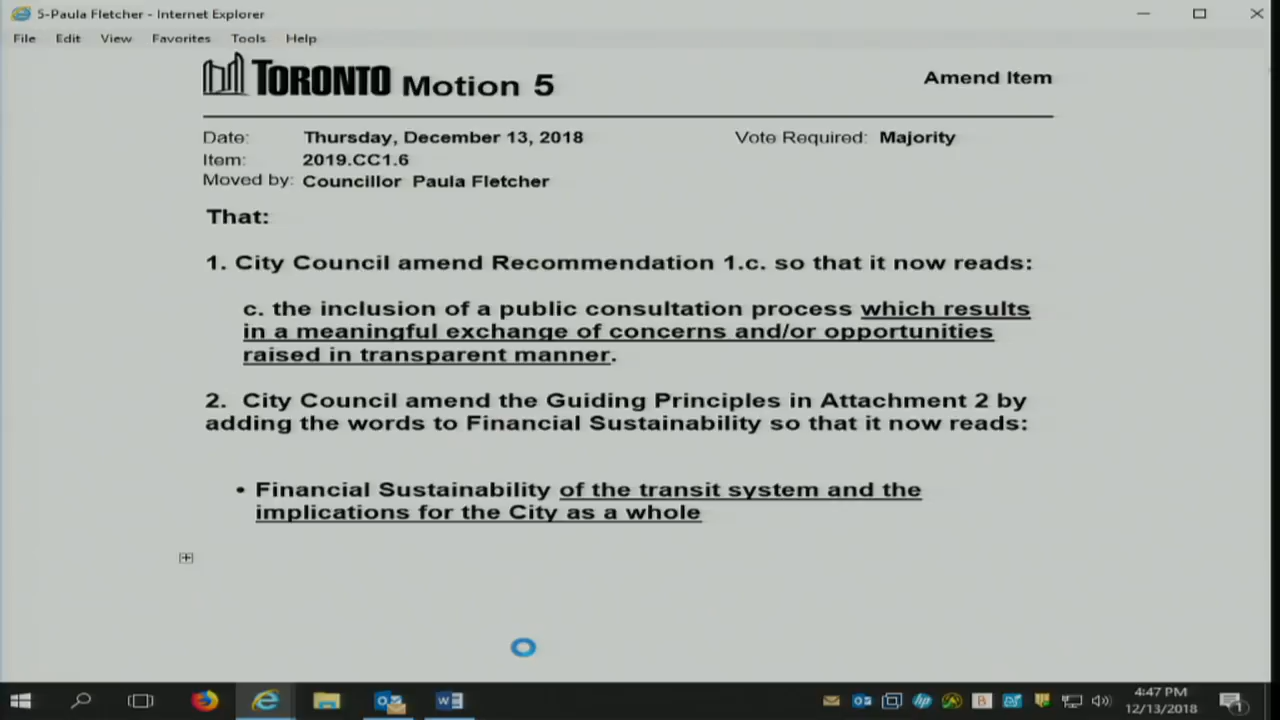 5-Paula Fletcher - Internet Explorer
File Edit View Favorites Tools Help
TORONTO Motion 5
Amend Item
Date: Thursday, December 13, 2018
Vote Required: Majority
Item: 2019.CC1.6
Moved by: Councillor Paula Fletcher
That:
1. City Council amend Recommendation 1.c. so that it now reads:
c. the inclusion of a public consultation process which results
in a meaningful exchange of concerns and/or opportunities
raised in transparent manner.
2. City Council amend the Guiding Principles in Attachment 2 by
adding the words to Financial Sustainability so that it now reads:
• Financial Sustainability of the transit system and the
implications for the City as a whole
4:47 PM
12/13/2018
1